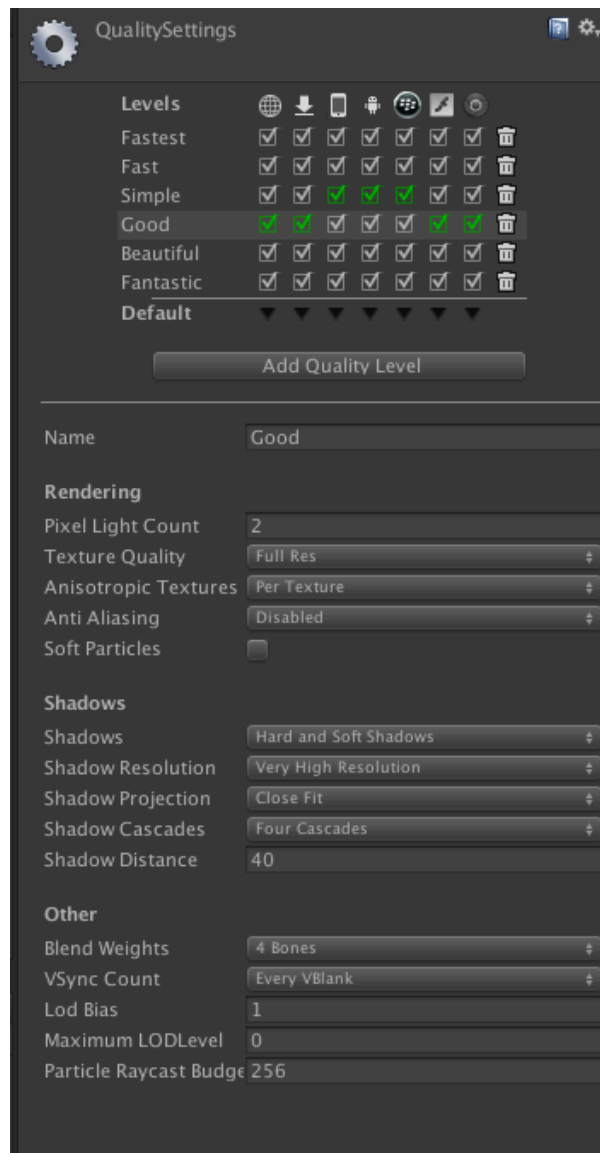 QualitySettings
Levels
Fastest
Fast
Simple
Good
Beautiful
Fantastic
Default
Add Quality Level
Name Good
Rendering
Pixel Light Count 2
Texture Quality Full Res
Anisotropic Textures Per Texture
Anti Aliasing Disabled
Soft Particles
Shadows
Shadows Hard and Soft Shadows
Shadow Resolution Very High Resolution
Shadow Projection Close Fit
Shadow Cascades Four Cascades
Shadow Distance 40
Other
Blend Weights 4 Bones
VSync Count Every VBlank
Lod Bias 1
Maximum LODLevel 0
Particle Raycast Budge 256